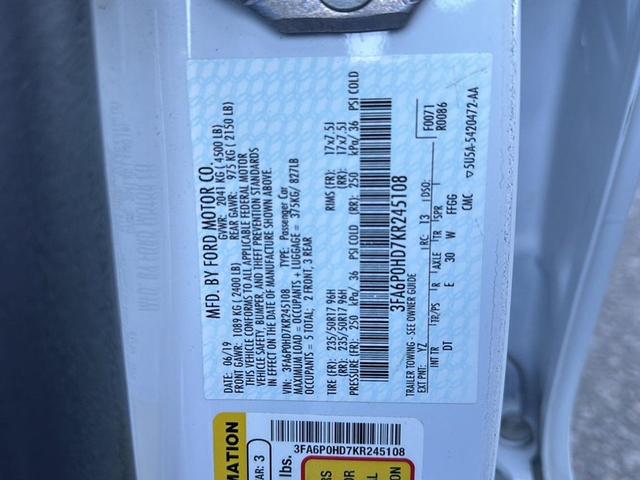 MFD. BY FORD MOTOR CO.
DATE: 06/19 GVWR: 2041 KG ( 4500 LB)
FRONT GAWR: 1089 KG ( 2400 LB) REAR GAWR: 975 KG ( 2150 LB)
THIS VEHICLE CONFORMS TO ALL APPLICABLE FEDERAL MOTOR
VEHICLE SAFETY, BUMPER, AND THEFT PREVENTION STANDARDS
IN EFFECT ON THE DATE OF MANUFACTURE SHOWN ABOVE.
VIN: 3FA6P0HD7KR245108 TYPE: Passenger Car
MAXIMUM LOAD = OCCUPANTS + LUGGAGE = 375KG/ 827LB
OCCUPANTS = 5 TOTAL; 2 FRONT, 3 REAR
TIRE (FR): 235/50R17 96H RIMS (FR): 17x7.5J
(RR): 235/50R17 96H (RR): 17x7.5J
PRESSURE (FR): 250 kPa/ 36 PSI COLD (RR): 250 kPa/ 36 PSI COLD
3FA6P0HD7KR245108
TRAILER TOWING - SEE OWNER GUIDE
F0071
EXT PNT: YZ RC: 13 DSO: R0086
INT TR TP/PS R AXLE TR SPR
DT E 30 W FFGG
CMC 5U5A-5420472-AA
3FA6P0HD7KR245108
MATION
AR: 3
lbs.